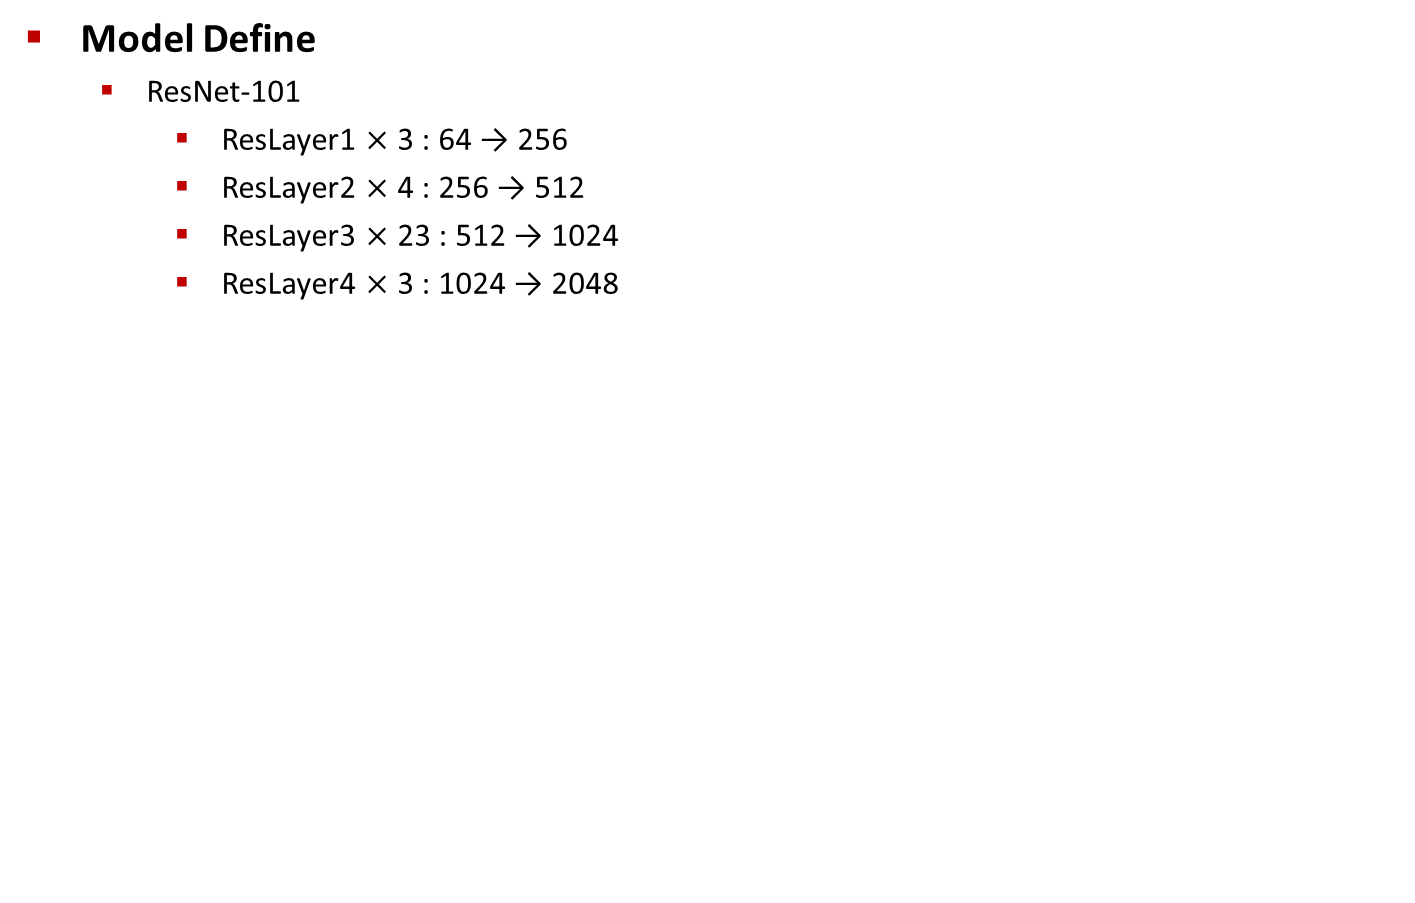 Model Define
ResNet-101
ResLayer1 × 3 : 64 → 256
ResLayer2 × 4 : 256 → 512
ResLayer3 × 23 : 512 → 1024
ResLayer4 × 3 : 1024 → 2048